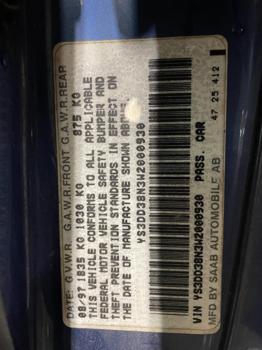 DATE G.V.W.R. G.A.W.R.FRONT G.A.W.R.REAR
08/97 1835 KG 1030 KG 875 KG
THIS VEHICLE CONFORMS TO ALL APPLICABLE
FEDERAL MOTOR VEHICLE SAFETY BUMPER AND
THEFT PREVENTION STANDARDS IN EFFECT ON
THE DATE OF MANUFACTURE SHOWN ABOVE.
YS3DD38N3W2000930
VIN YS3DD38N3W2000930 PASS. CAR
MFD BY SAAB AUTOMOBILE AB
47 25 412